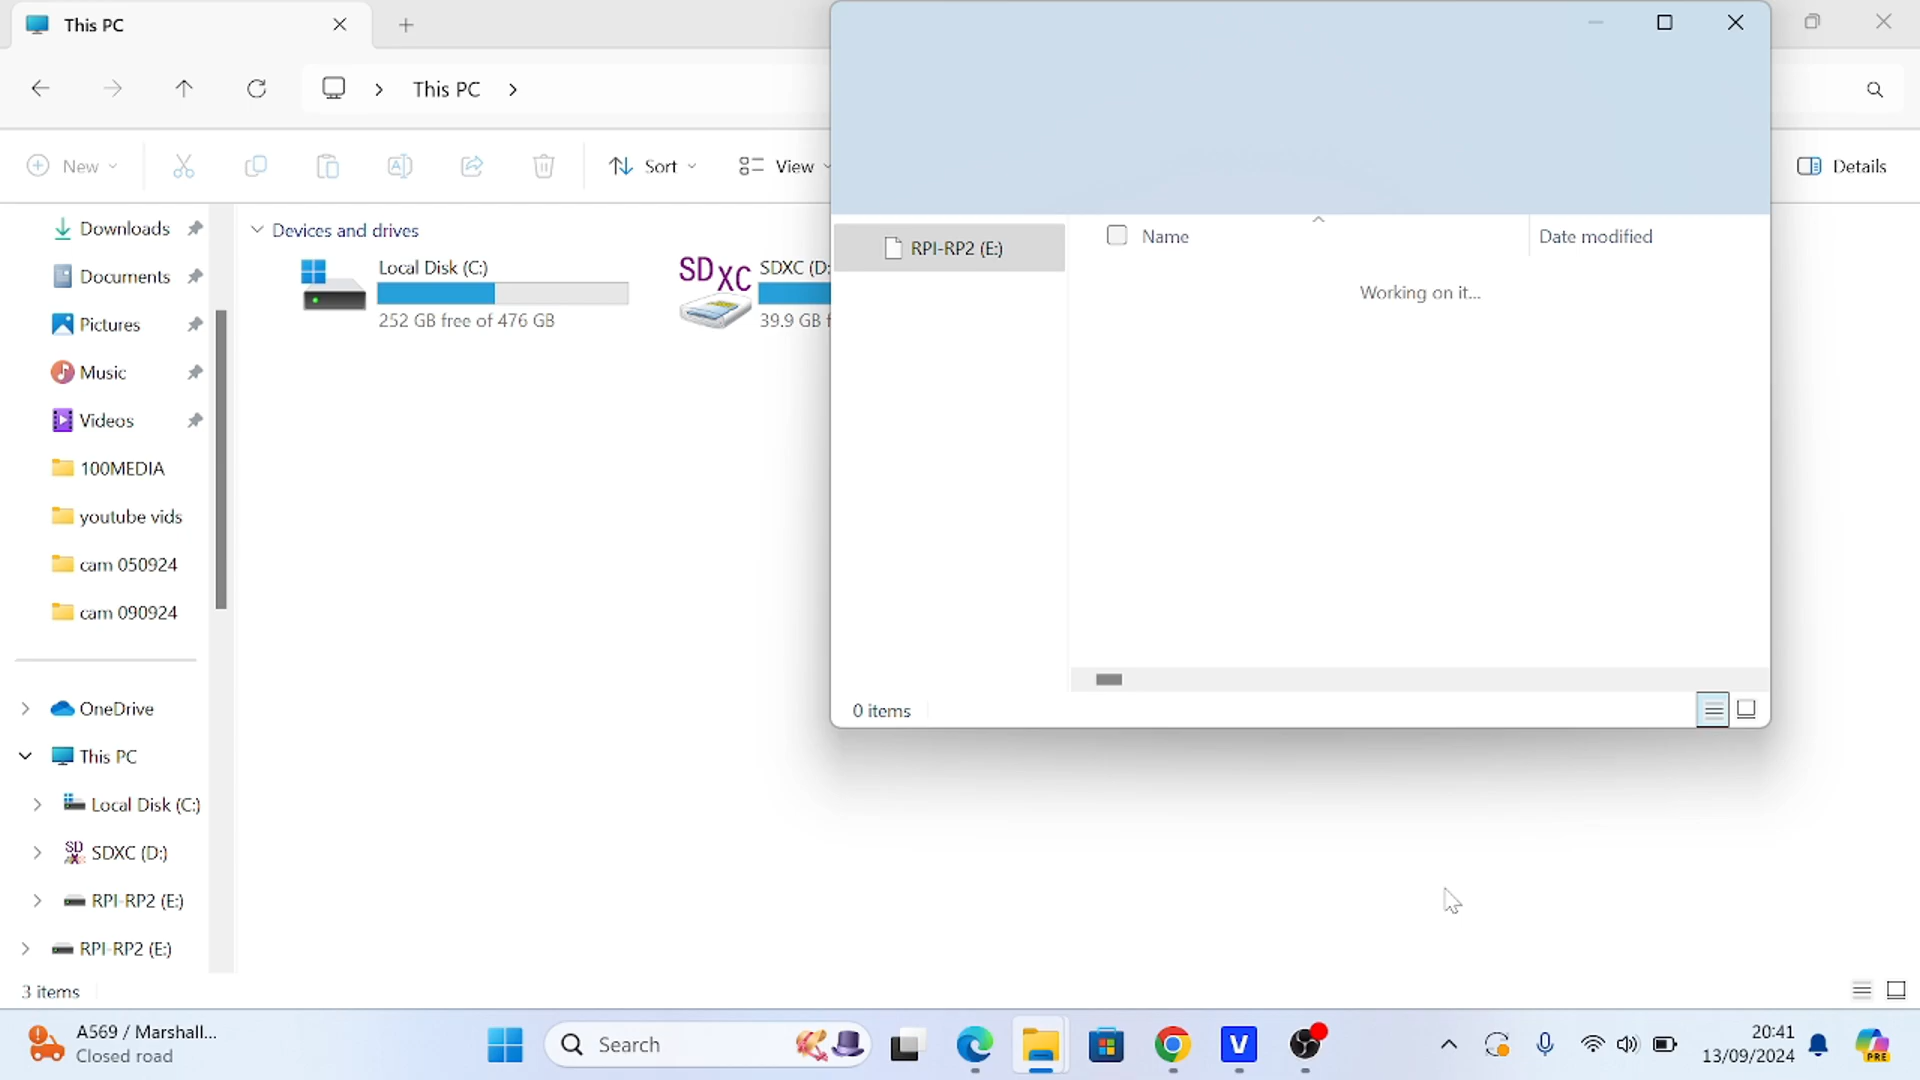 This PC
This PC
New
Sort
View
Details
Downloads
Documents
Pictures
Music
Videos
100MEDIA
youtube vids
cam 050924
cam 090924
OneDrive
This PC
Local Disk (C:)
SDXC (D:)
RPI-RP2 (E:)
RPI-RP2 (E:)
3 items
Devices and drives
Local Disk (C:)
252 GB free of 476 GB
SDXC
SDXC (D:
39.9 GB f
RPI-RP2 (E:)
Name
Date modified
Working on it...
0 items
A569 / Marshall...
Closed road
Search
V
20:41
13/09/2024
PRE